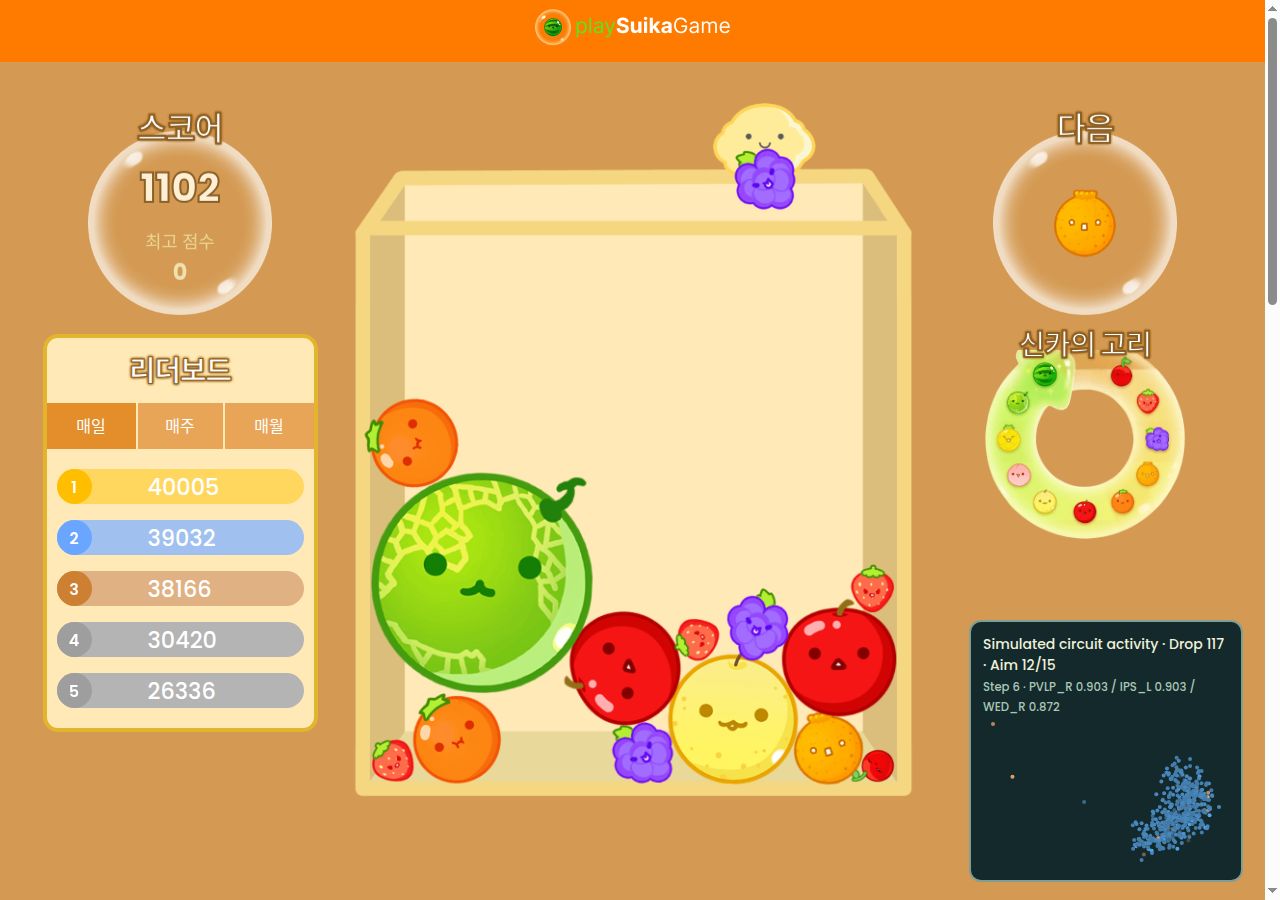 playSuikaGame
스코어
1102
최고 점수
0
다음
신카의 고리
리더보드
매일 매주 매월
1 40005
2 39032
3 38166
4 30420
5 26336
Simulated circuit activity · Drop 117
· Aim 12/15
Step 6 · PVLP_R 0.903 / IPS_L 0.903 /
WED_R 0.872